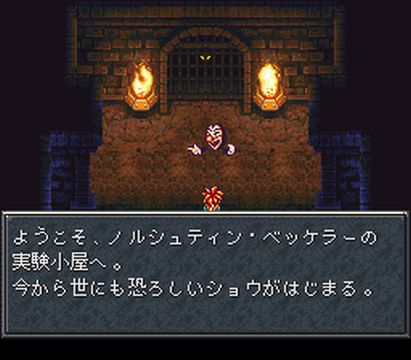 ようこそ、ノルシュティン・ベッケラーの
実験小屋へ。
今から世にも恐ろしいショウがはじまる。